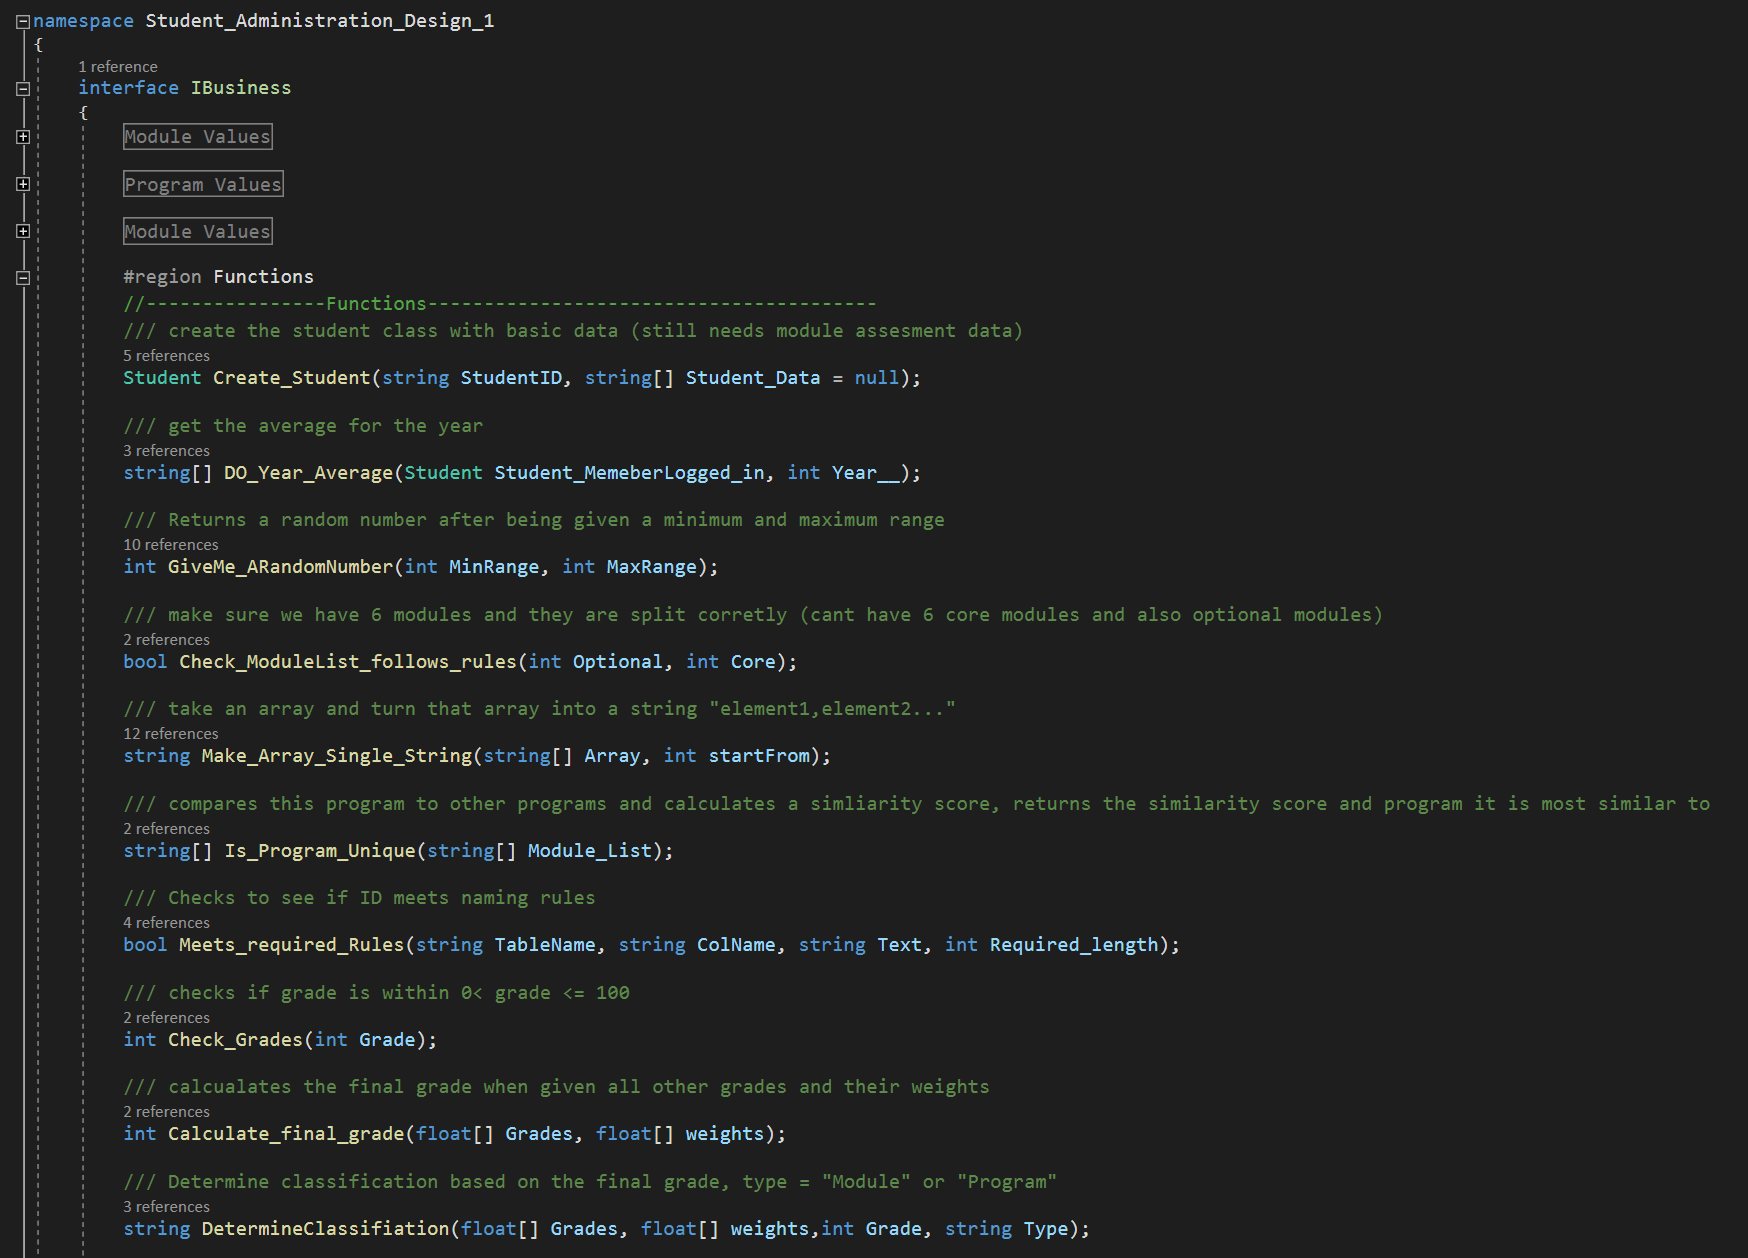 namespace Student_Administration_Design_1
{
1 reference
interface IBusiness
{
Module Values
Program Values
Module Values
#region Functions
//----------------Functions----------------------------------------
/// create the student class with basic data (still needs module assesment data)
5 references
Student Create_Student(string StudentID, string[] Student_Data = null);
/// get the average for the year
3 references
string[] DO_Year_Average(Student Student_MemeberLogged_in, int Year__);
/// Returns a random number after being given a minimum and maximum range
10 references
int GiveMe_ARandomNumber(int MinRange, int MaxRange);
/// make sure we have 6 modules and they are split corretly (cant have 6 core modules and also optional modules)
2 references
bool Check_ModuleList_follows_rules(int Optional, int Core);
/// take an array and turn that array into a string "element1,element2..."
12 references
string Make_Array_Single_String(string[] Array, int startFrom);
/// compares this program to other programs and calculates a simliarity score, returns the similarity score and program it is most similar to
2 references
string[] Is_Program_Unique(string[] Module_List);
/// Checks to see if ID meets naming rules
4 references
bool Meets_required_Rules(string TableName, string ColName, string Text, int Required_length);
/// checks if grade is within 0< grade <= 100
2 references
int Check_Grades(int Grade);
/// calcualates the final grade when given all other grades and their weights
2 references
int Calculate_final_grade(float[] Grades, float[] weights);
/// Determine classification based on the final grade, type = "Module" or "Program"
3 references
string DetermineClassifiation(float[] Grades, float[] weights,int Grade, string Type);